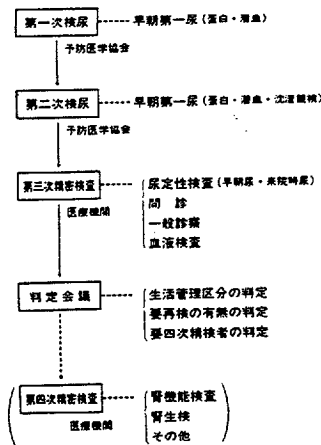 第一次検尿 早朝第一尿(蛋白・潜血)
予防医学協会
第二次検尿 早朝第一尿(蛋白・潜血・沈渣鏡検)
予防医学協会
第三次精密検査 尿定性検査(早朝尿・来院時尿)
医療機関 問診
一般診察
血液検査
判定会議 生活管理区分の判定
要再検の有無の判定
要四次精検者の判定
第四次精密検査 腎機能検査
医療機関 腎生検
その他